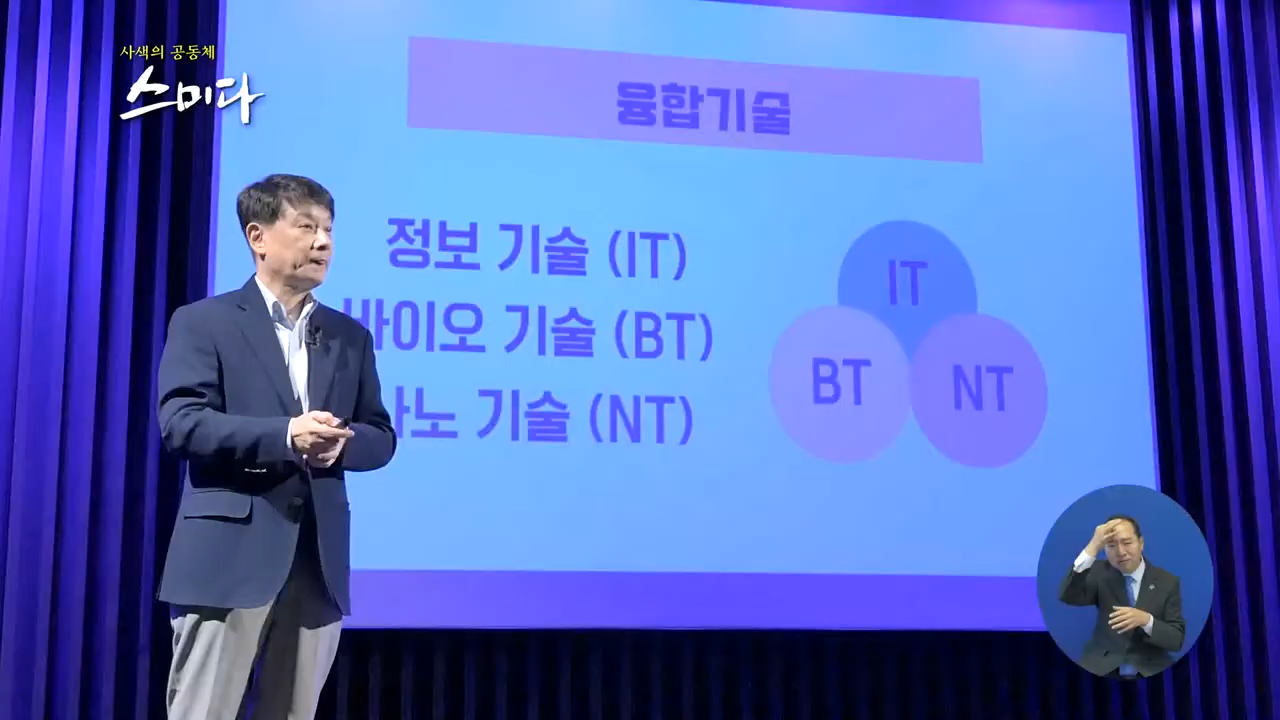 사색의 공동체
스미다
융합기술
정보 기술 (IT)
바이오 기술 (BT)
노 기술 (NT)
IT
BT
NT